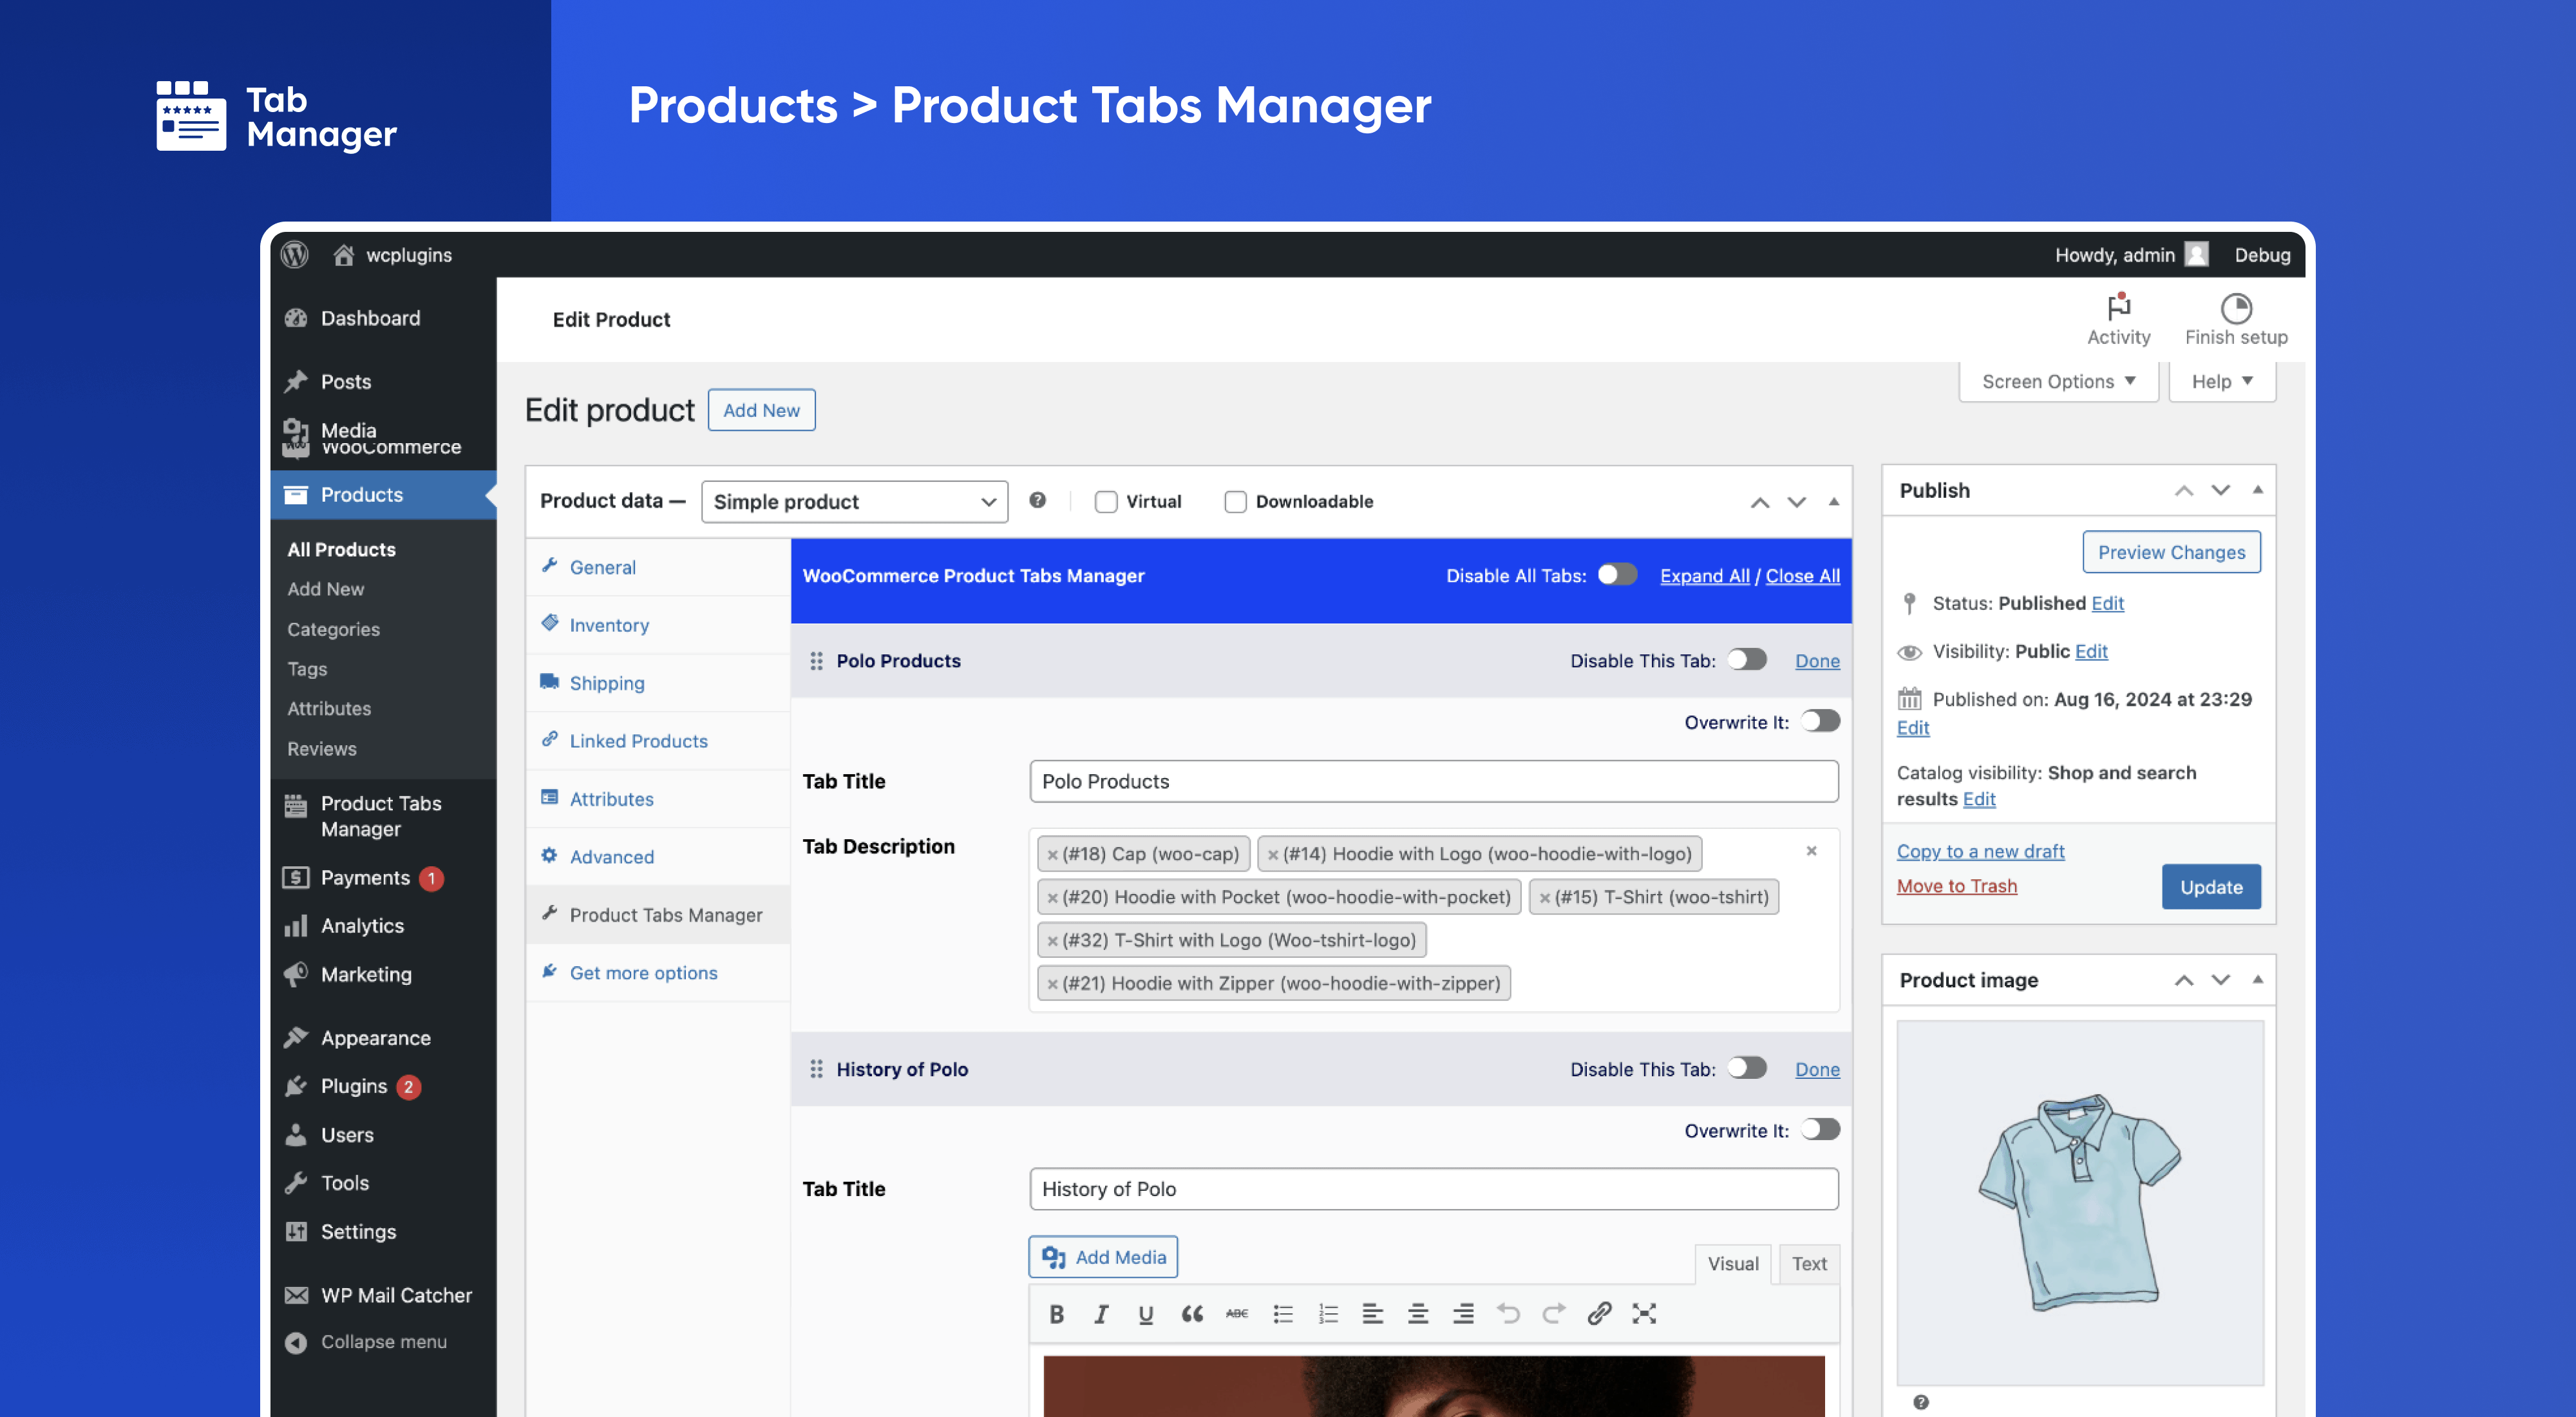 Tab
Manager
Products > Product Tabs Manager
wcplugins
Howdy, admin
Debug
Dashboard
Posts
Media
WooCommerce
Products
All Products
Add New
Categories
Tags
Attributes
Reviews
Product Tabs
Manager
Payments 1
Analytics
Marketing
Appearance
Plugins 2
Users
Tools
Settings
WP Mail Catcher
Collapse menu
Edit Product
Activity
Finish setup
Screen Options
Help
Edit product
Add New
Product data —
Simple product
Virtual
Downloadable
General
Inventory
Shipping
Linked Products
Attributes
Advanced
Product Tabs Manager
Get more options
WooCommerce Product Tabs Manager
Disable All Tabs:
Expand All / Close All
Polo Products
Disable This Tab:
Done
Overwrite It:
Tab Title
Polo Products
Tab Description
×(#18) Cap (woo-cap)
×(#14) Hoodie with Logo (woo-hoodie-with-logo)
×
×(#20) Hoodie with Pocket (woo-hoodie-with-pocket)
×(#15) T-Shirt (woo-tshirt)
×(#32) T-Shirt with Logo (Woo-tshirt-logo)
×(#21) Hoodie with Zipper (woo-hoodie-with-zipper)
History of Polo
Disable This Tab:
Done
Overwrite It:
Tab Title
History of Polo
Add Media
Visual
Text
B I U ABC
Publish
Preview Changes
Status: Published Edit
Visibility: Public Edit
Published on: Aug 16, 2024 at 23:29
Edit
Catalog visibility: Shop and search
results Edit
Copy to a new draft
Move to Trash
Update
Product image